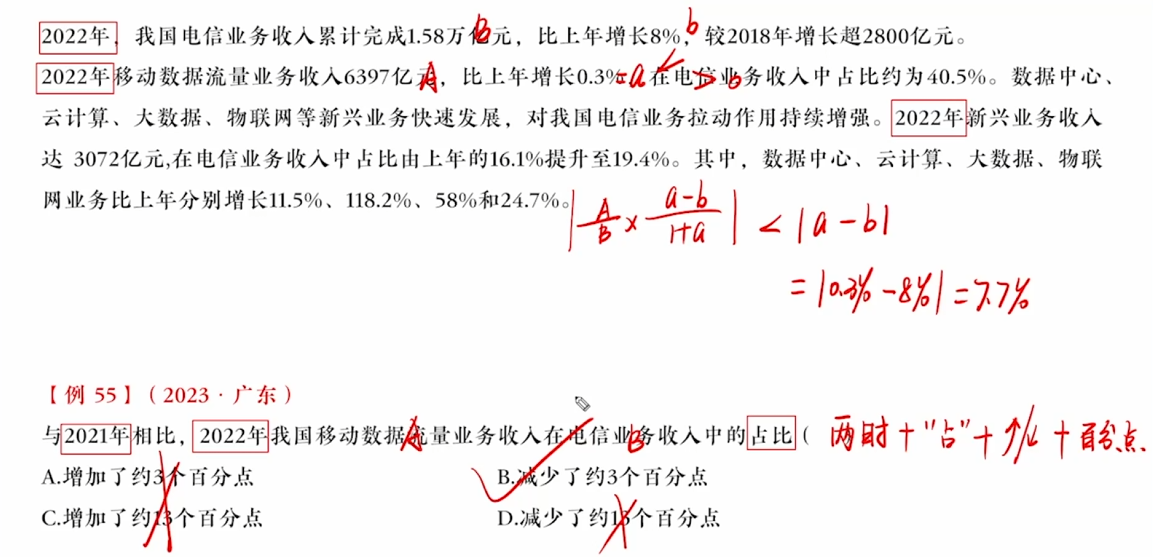 2022年，我国电信业务收入累计完成1.58万亿元，比上年增长8%，较2018年增长超2800亿元。
B
b
2022年移动数据流量业务收入6397亿元，比上年增长0.3%，在电信业务收入中占比约为40.5%。数据中心、
A
=a < > b
云计算、大数据、物联网等新兴业务快速发展，对我国电信业务拉动作用持续增强。2022年新兴业务收入
达 3072亿元,在电信业务收入中占比由上年的16.1%提升至19.4%。其中，数据中心、云计算、大数据、物联
网业务比上年分别增长11.5%、118.2%、58%和24.7%。
|A/B × (a-b)/(1+a)| < |a-b|
= |0.3% - 8%| = 7.7%
【例 55】（2023 · 广东）
与2021年相比，2022年我国移动数据流量业务收入在电信业务收入中的占比（
A
B
两时+"占"+↑/↓+百分点.
A.增加了约3个百分点
B.减少了约3个百分点
C.增加了约13个百分点
D.减少了约13个百分点